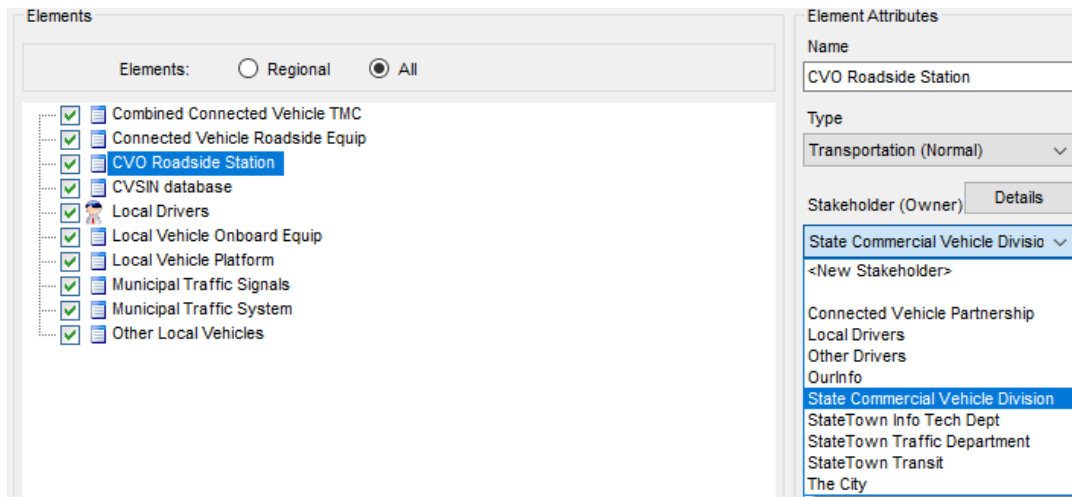 Elements
Elements: Regional All
Combined Connected Vehicle TMC
Connected Vehicle Roadside Equip
CVO Roadside Station
CVSIN database
Local Drivers
Local Vehicle Onboard Equip
Local Vehicle Platform
Municipal Traffic Signals
Municipal Traffic System
Other Local Vehicles
Element Attributes
Name
CVO Roadside Station
Type
Transportation (Normal)
Stakeholder (Owner) Details
State Commercial Vehicle Divisio
<New Stakeholder>
Connected Vehicle Partnership
Local Drivers
Other Drivers
OurInfo
State Commercial Vehicle Division
StateTown Info Tech Dept
StateTown Traffic Department
StateTown Transit
The City